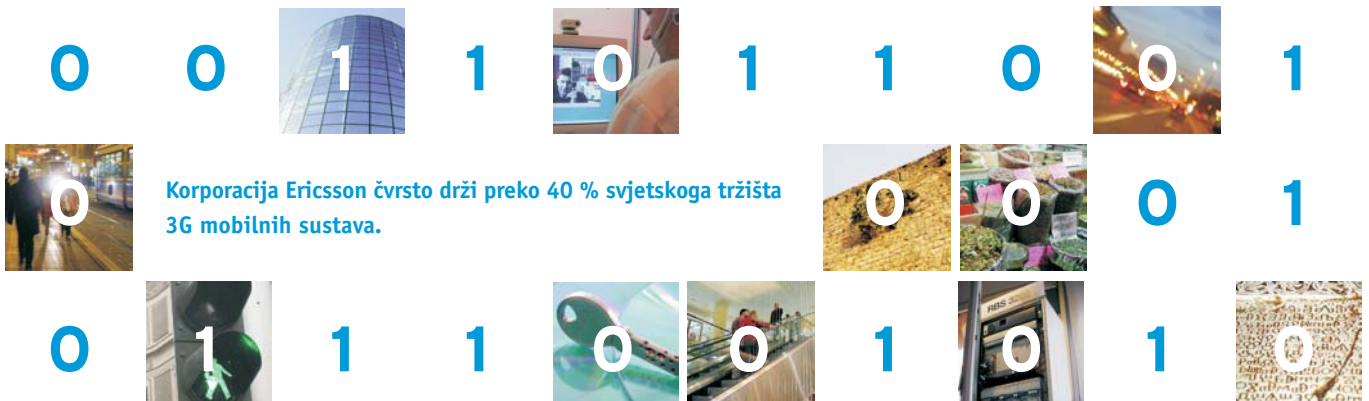 0 0 1 1 0 1 1 0 0 1
0 Korporacija Ericsson čvrsto drži preko 40 % svjetskoga tržišta 0 0 0 1
3G mobilnih sustava.
0 1 1 1 0 0 1 0 1 0
RBS